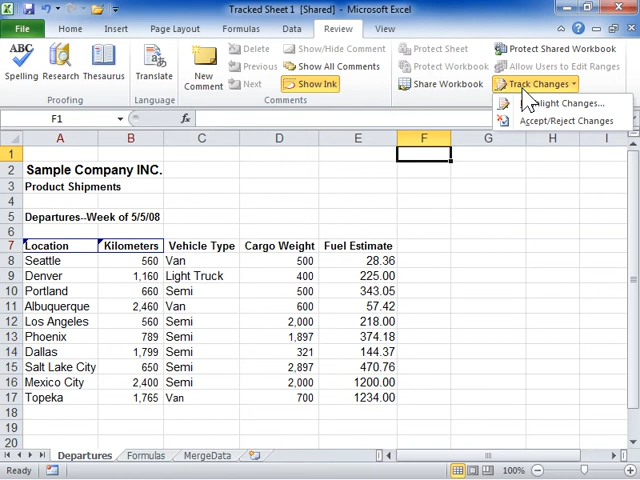 Tracked Sheet 1 [Shared] - Microsoft Excel
File Home Insert Page Layout Formulas Data Review View
ABC
Spelling Research Thesaurus
Proofing
Translate
Language
New Comment
Delete
Previous
Next
Show/Hide Comment
Show All Comments
Show Ink
Comments
Protect Sheet
Protect Workbook
Share Workbook
Protect Shared Workbook
Allow Users to Edit Ranges
Track Changes
Highlight Changes...
Accept/Reject Changes
F1 fx
A B C D E F G H
1
2 Sample Company INC.
3 Product Shipments
4
5 Departures--Week of 5/5/08
6
7 Location Kilometers Vehicle Type Cargo Weight Fuel Estimate
8 Seattle 560 Van 500 28.36
9 Denver 1,160 Light Truck 400 225.00
10 Portland 660 Semi 500 343.05
11 Albuquerque 2,460 Van 600 57.42
12 Los Angeles 560 Semi 2,000 218.00
13 Phoenix 789 Semi 1,897 374.18
14 Dallas 1,799 Semi 321 144.37
15 Salt Lake City 650 Semi 2,897 470.76
16 Mexico City 2,400 Semi 2,000 1200.00
17 Topeka 1,765 Van 700 1234.00
18
19
20
Departures Formulas MergeData
Ready 100%